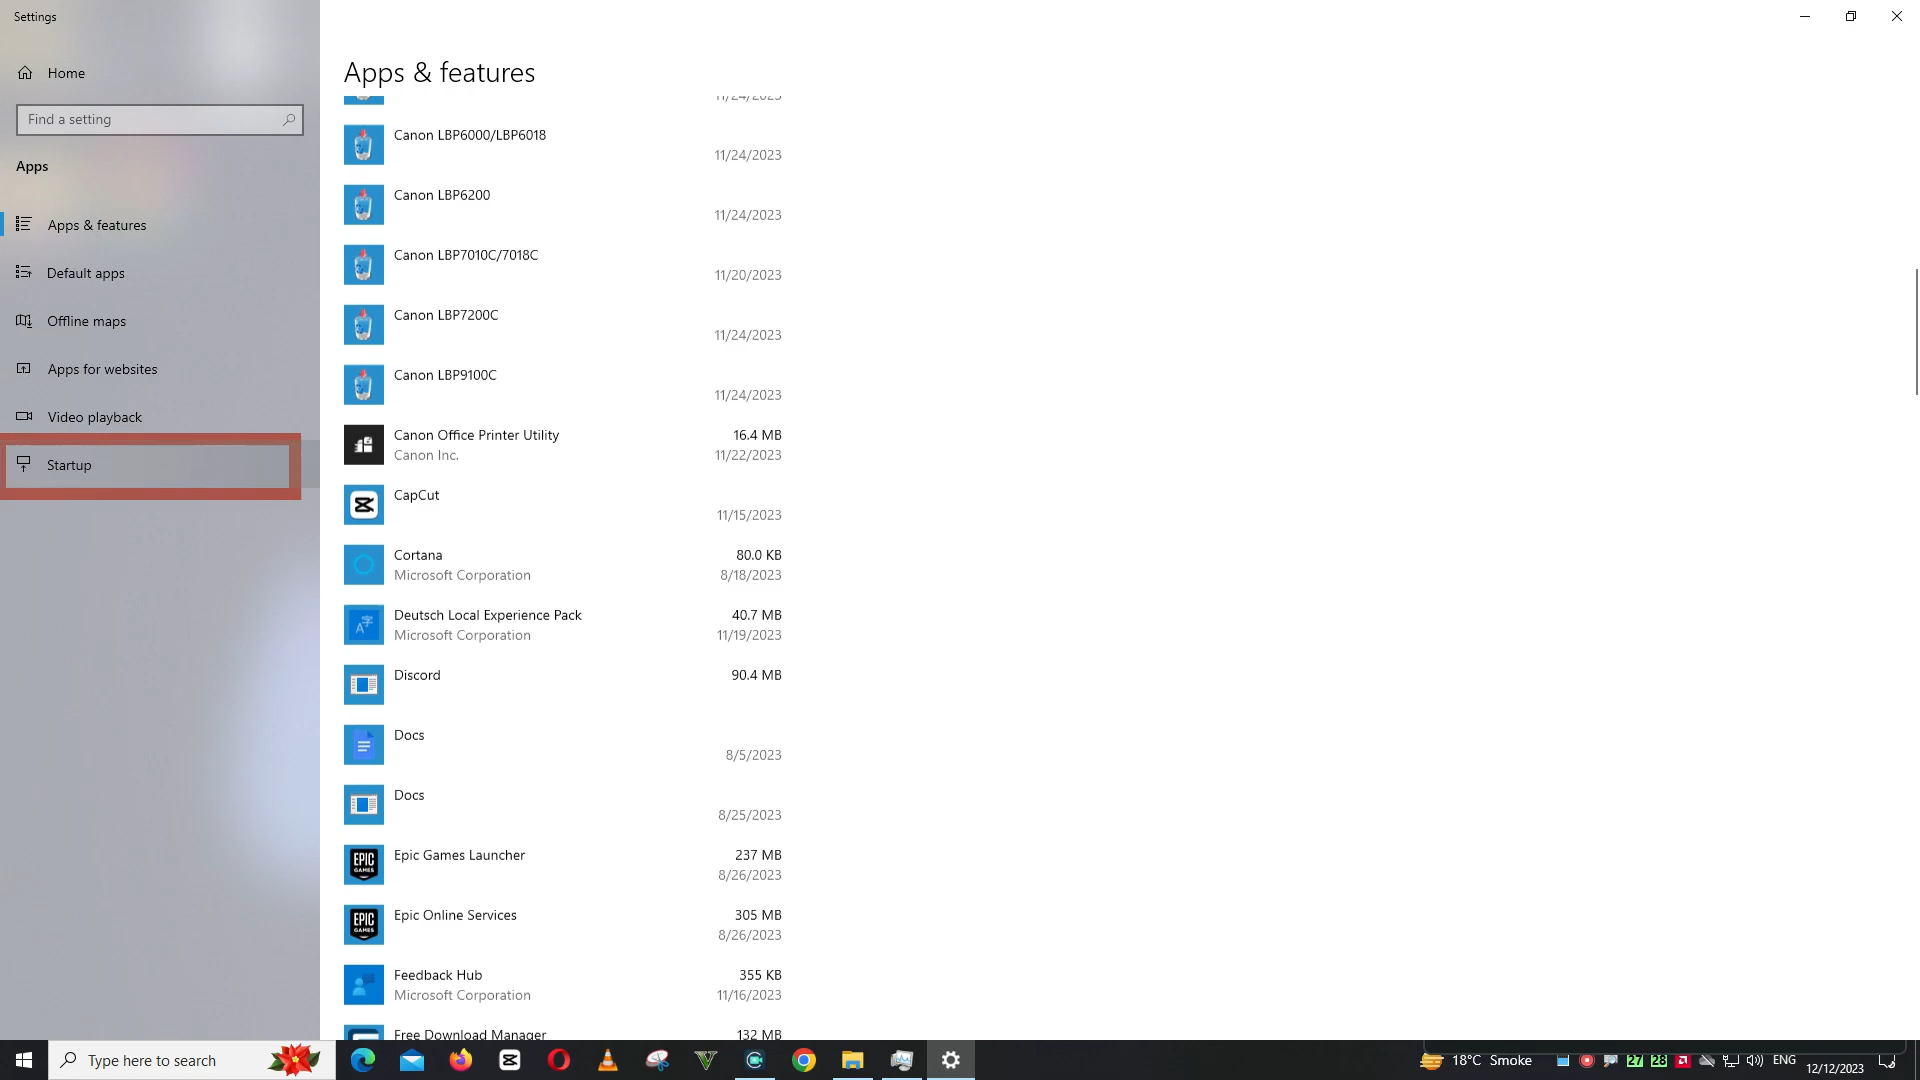 Settings
Home
Find a setting
Apps
Apps & features
Default apps
Offline maps
Apps for websites
Video playback
Startup
Apps & features
11/24/2023
Canon LBP6000/LBP6018
11/24/2023
Canon LBP6200
11/24/2023
Canon LBP7010C/7018C
11/20/2023
Canon LBP7200C
11/24/2023
Canon LBP9100C
11/24/2023
Canon Office Printer Utility 16.4 MB
Canon Inc. 11/22/2023
CapCut
11/15/2023
Cortana 80.0 KB
Microsoft Corporation 8/18/2023
Deutsch Local Experience Pack 40.7 MB
Microsoft Corporation 11/19/2023
Discord 90.4 MB
Docs
8/5/2023
Docs
8/25/2023
Epic Games Launcher 237 MB
8/26/2023
Epic Online Services 305 MB
8/26/2023
Feedback Hub 355 KB
Microsoft Corporation 11/16/2023
Free Download Manager 132 MB
EPIC GAMES
EPIC GAMES
Type here to search
18°C Smoke
27 28
ENG
12/12/2023